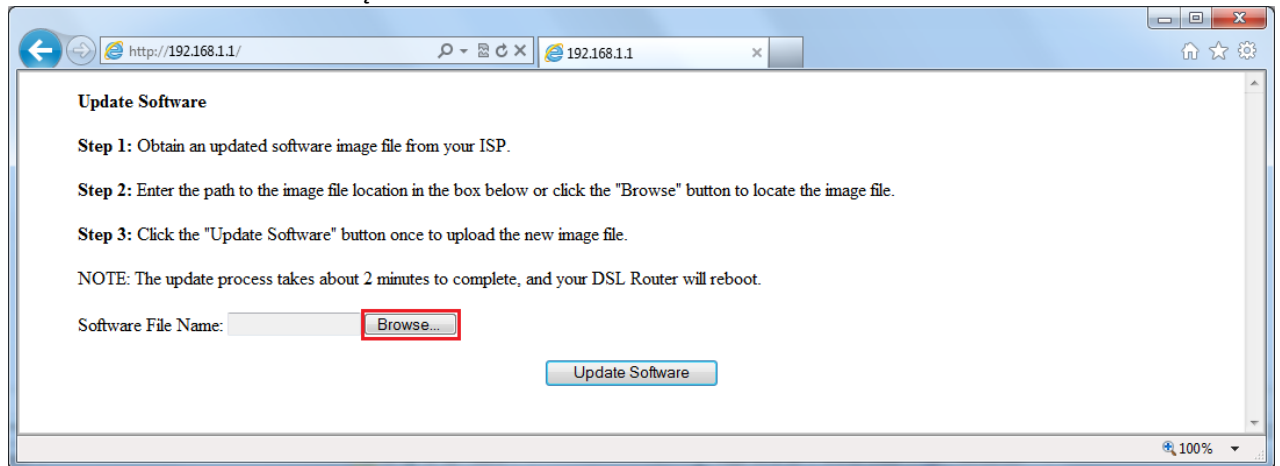 http://192.168.1.1/
192.168.1.1
Update Software
Step 1: Obtain an updated software image file from your ISP.
Step 2: Enter the path to the image file location in the box below or click the "Browse" button to locate the image file.
Step 3: Click the "Update Software" button once to upload the new image file.
NOTE: The update process takes about 2 minutes to complete, and your DSL Router will reboot.
Software File Name: Browse...
Update Software
100%